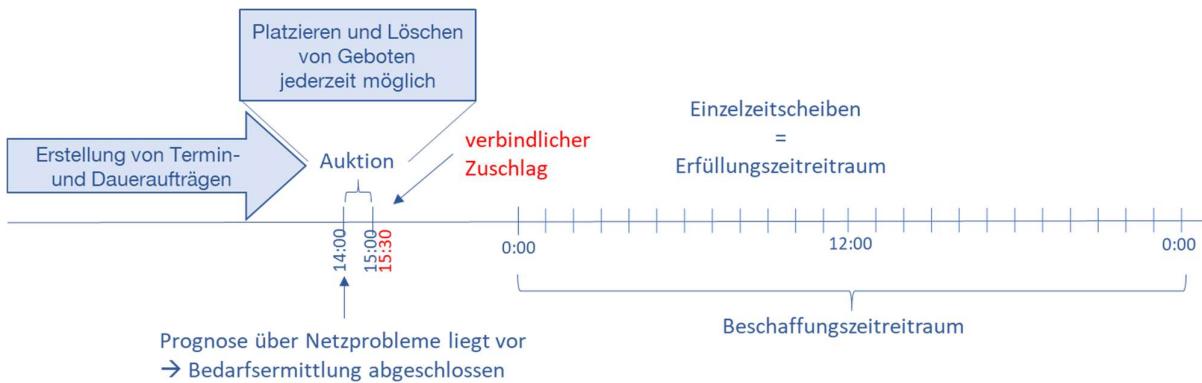 Platzieren und Löschen
von Geboten
jederzeit möglich
Erstellung von Termin-
und Daueraufträgen
Auktion
verbindlicher
Zuschlag
Einzelzeitscheiben
=
Erfüllungszeitreitraum
14:00
15:00
15:30
0:00
12:00
0:00
Prognose über Netzprobleme liegt vor
→ Bedarfsermittlung abgeschlossen
Beschaffungszeitreitraum